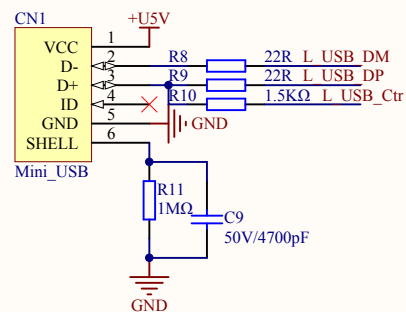 CN1
+U5V
VCC 1
D- 2 R8 22R L_USB_DM
D+ 3 R9 22R L_USB_DP
ID 4 R10 1.5KΩ L_USB_Ctr
GND 5 GND
SHELL 6
Mini_USB
R11
1MΩ
C9
50V/4700pF
GND